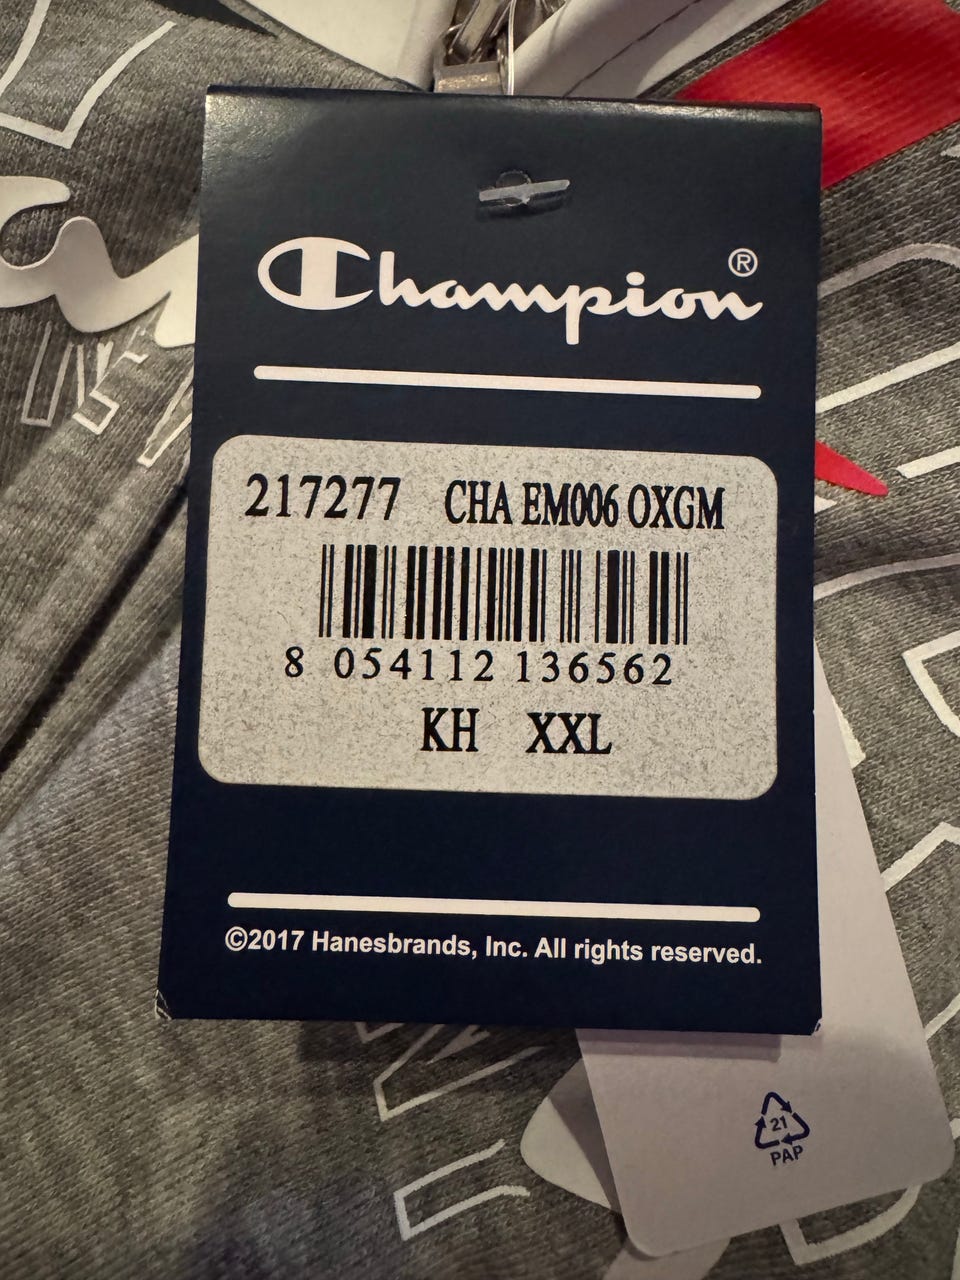 Champion®
217277 CHA EM006 OXGM
8 054112 136562
KH XXL
©2017 Hanesbrands, Inc. All rights reserved.
21
PAP